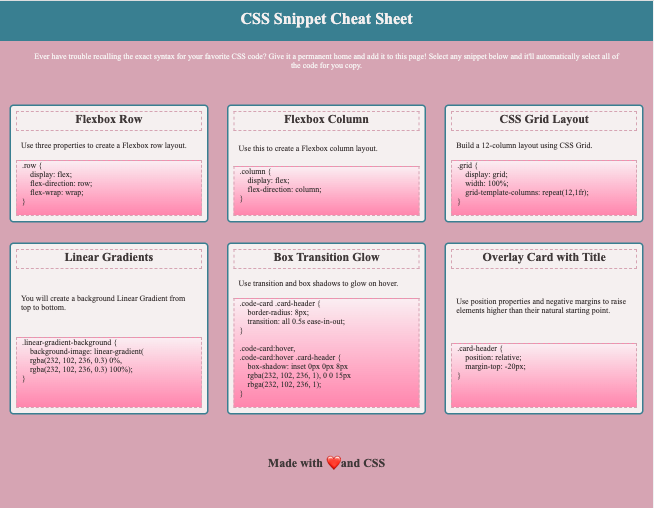 CSS Snippet Cheat Sheet
Ever have trouble recalling the exact syntax for your favorite CSS code? Give it a permanent home and add it to this page! Select any snippet below and it'll automatically select all of
the code for you copy.
Flexbox Row
Use three properties to create a Flexbox row layout.
.row {
display: flex;
flex-direction: row;
flex-wrap: wrap;
}
Flexbox Column
Use this to create a Flexbox column layout.
.column {
display: flex;
flex-direction: column;
}
CSS Grid Layout
Build a 12-column layout using CSS Grid.
.grid {
display: grid;
width: 100%;
grid-template-columns: repeat(12,1fr);
}
Linear Gradients
You will create a background Linear Gradient from
top to bottom.
.linear-gradient-background {
background-image: linear-gradient(
rgba(232, 102, 236, 0.3) 0%,
rgba(232, 102, 236, 0.3) 100%);
}
Box Transition Glow
Use transition and box shadows to glow on hover.
.code-card .card-header {
border-radius: 8px;
transition: all 0.5s ease-in-out;
}
.code-card:hover,
.code-card:hover .card-header {
box-shadow: inset 0px 0px 8px
rgba(232, 102, 236, 1), 0 0 15px
rbga(232, 102, 236, 1);
}
Overlay Card with Title
Use position properties and negative margins to raise
elements higher than their natural starting point.
.card-header {
position: relative;
margin-top: -20px;
}
Made with ❤️and CSS